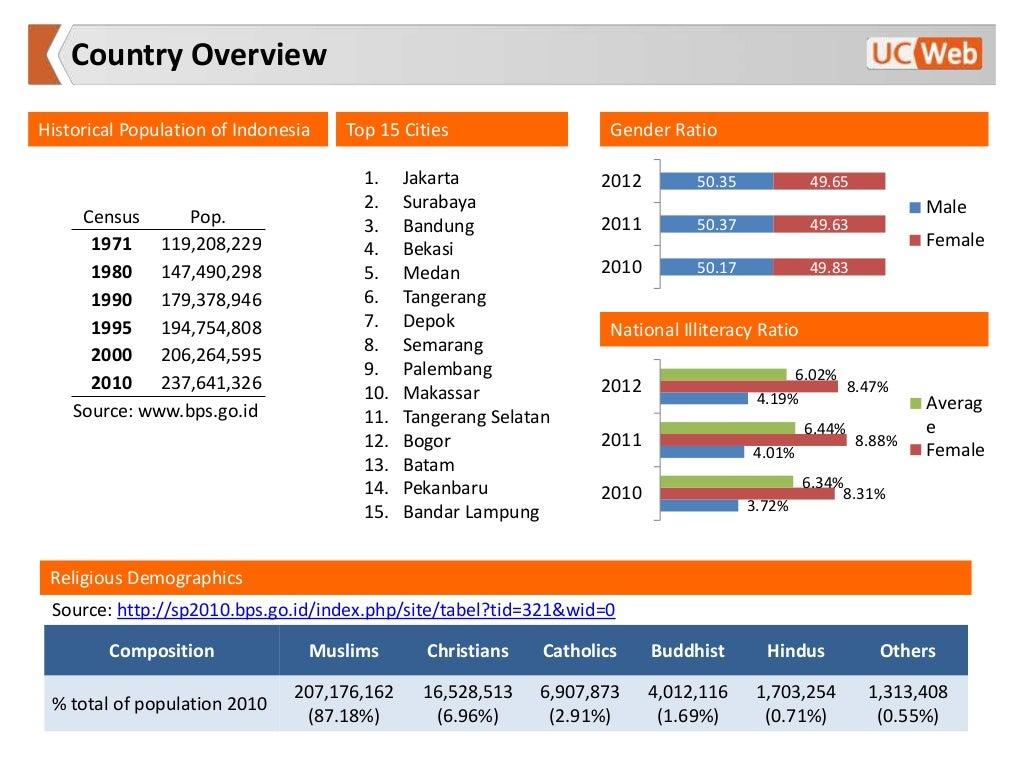 Country Overview
UC Web
Historical Population of Indonesia
Census Pop.
1971 119,208,229
1980 147,490,298
1990 179,378,946
1995 194,754,808
2000 206,264,595
2010 237,641,326
Source: www.bps.go.id
Top 15 Cities
1. Jakarta
2. Surabaya
3. Bandung
4. Bekasi
5. Medan
6. Tangerang
7. Depok
8. Semarang
9. Palembang
10. Makassar
11. Tangerang Selatan
12. Bogor
13. Batam
14. Pekanbaru
15. Bandar Lampung
Gender Ratio
2012 50.35 49.65
2011 50.37 49.63
2010 50.17 49.83
Male
Female
National Illiteracy Ratio
2012 6.02% 8.47% 4.19%
2011 6.44% 8.88% 4.01%
2010 6.34% 8.31% 3.72%
Averag
e
Female
Religious Demographics
Source: http://sp2010.bps.go.id/index.php/site/tabel?tid=321&wid=0
Composition Muslims Christians Catholics Buddhist Hindus Others
% total of population 2010 207,176,162 16,528,513 6,907,873 4,012,116 1,703,254 1,313,408
(87.18%) (6.96%) (2.91%) (1.69%) (0.71%) (0.55%)